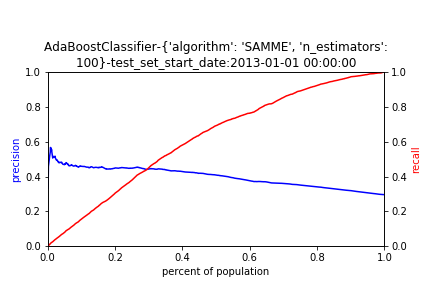 AdaBoostClassifier-{'algorithm': 'SAMME', 'n_estimators':
100}-test_set_start_date:2013-01-01 00:00:00
1.0
0.8
0.6
0.4
0.2
0.0
precision
1.0
0.8
0.6
0.4
0.2
0.0
recall
0.0 0.2 0.4 0.6 0.8 1.0
percent of population